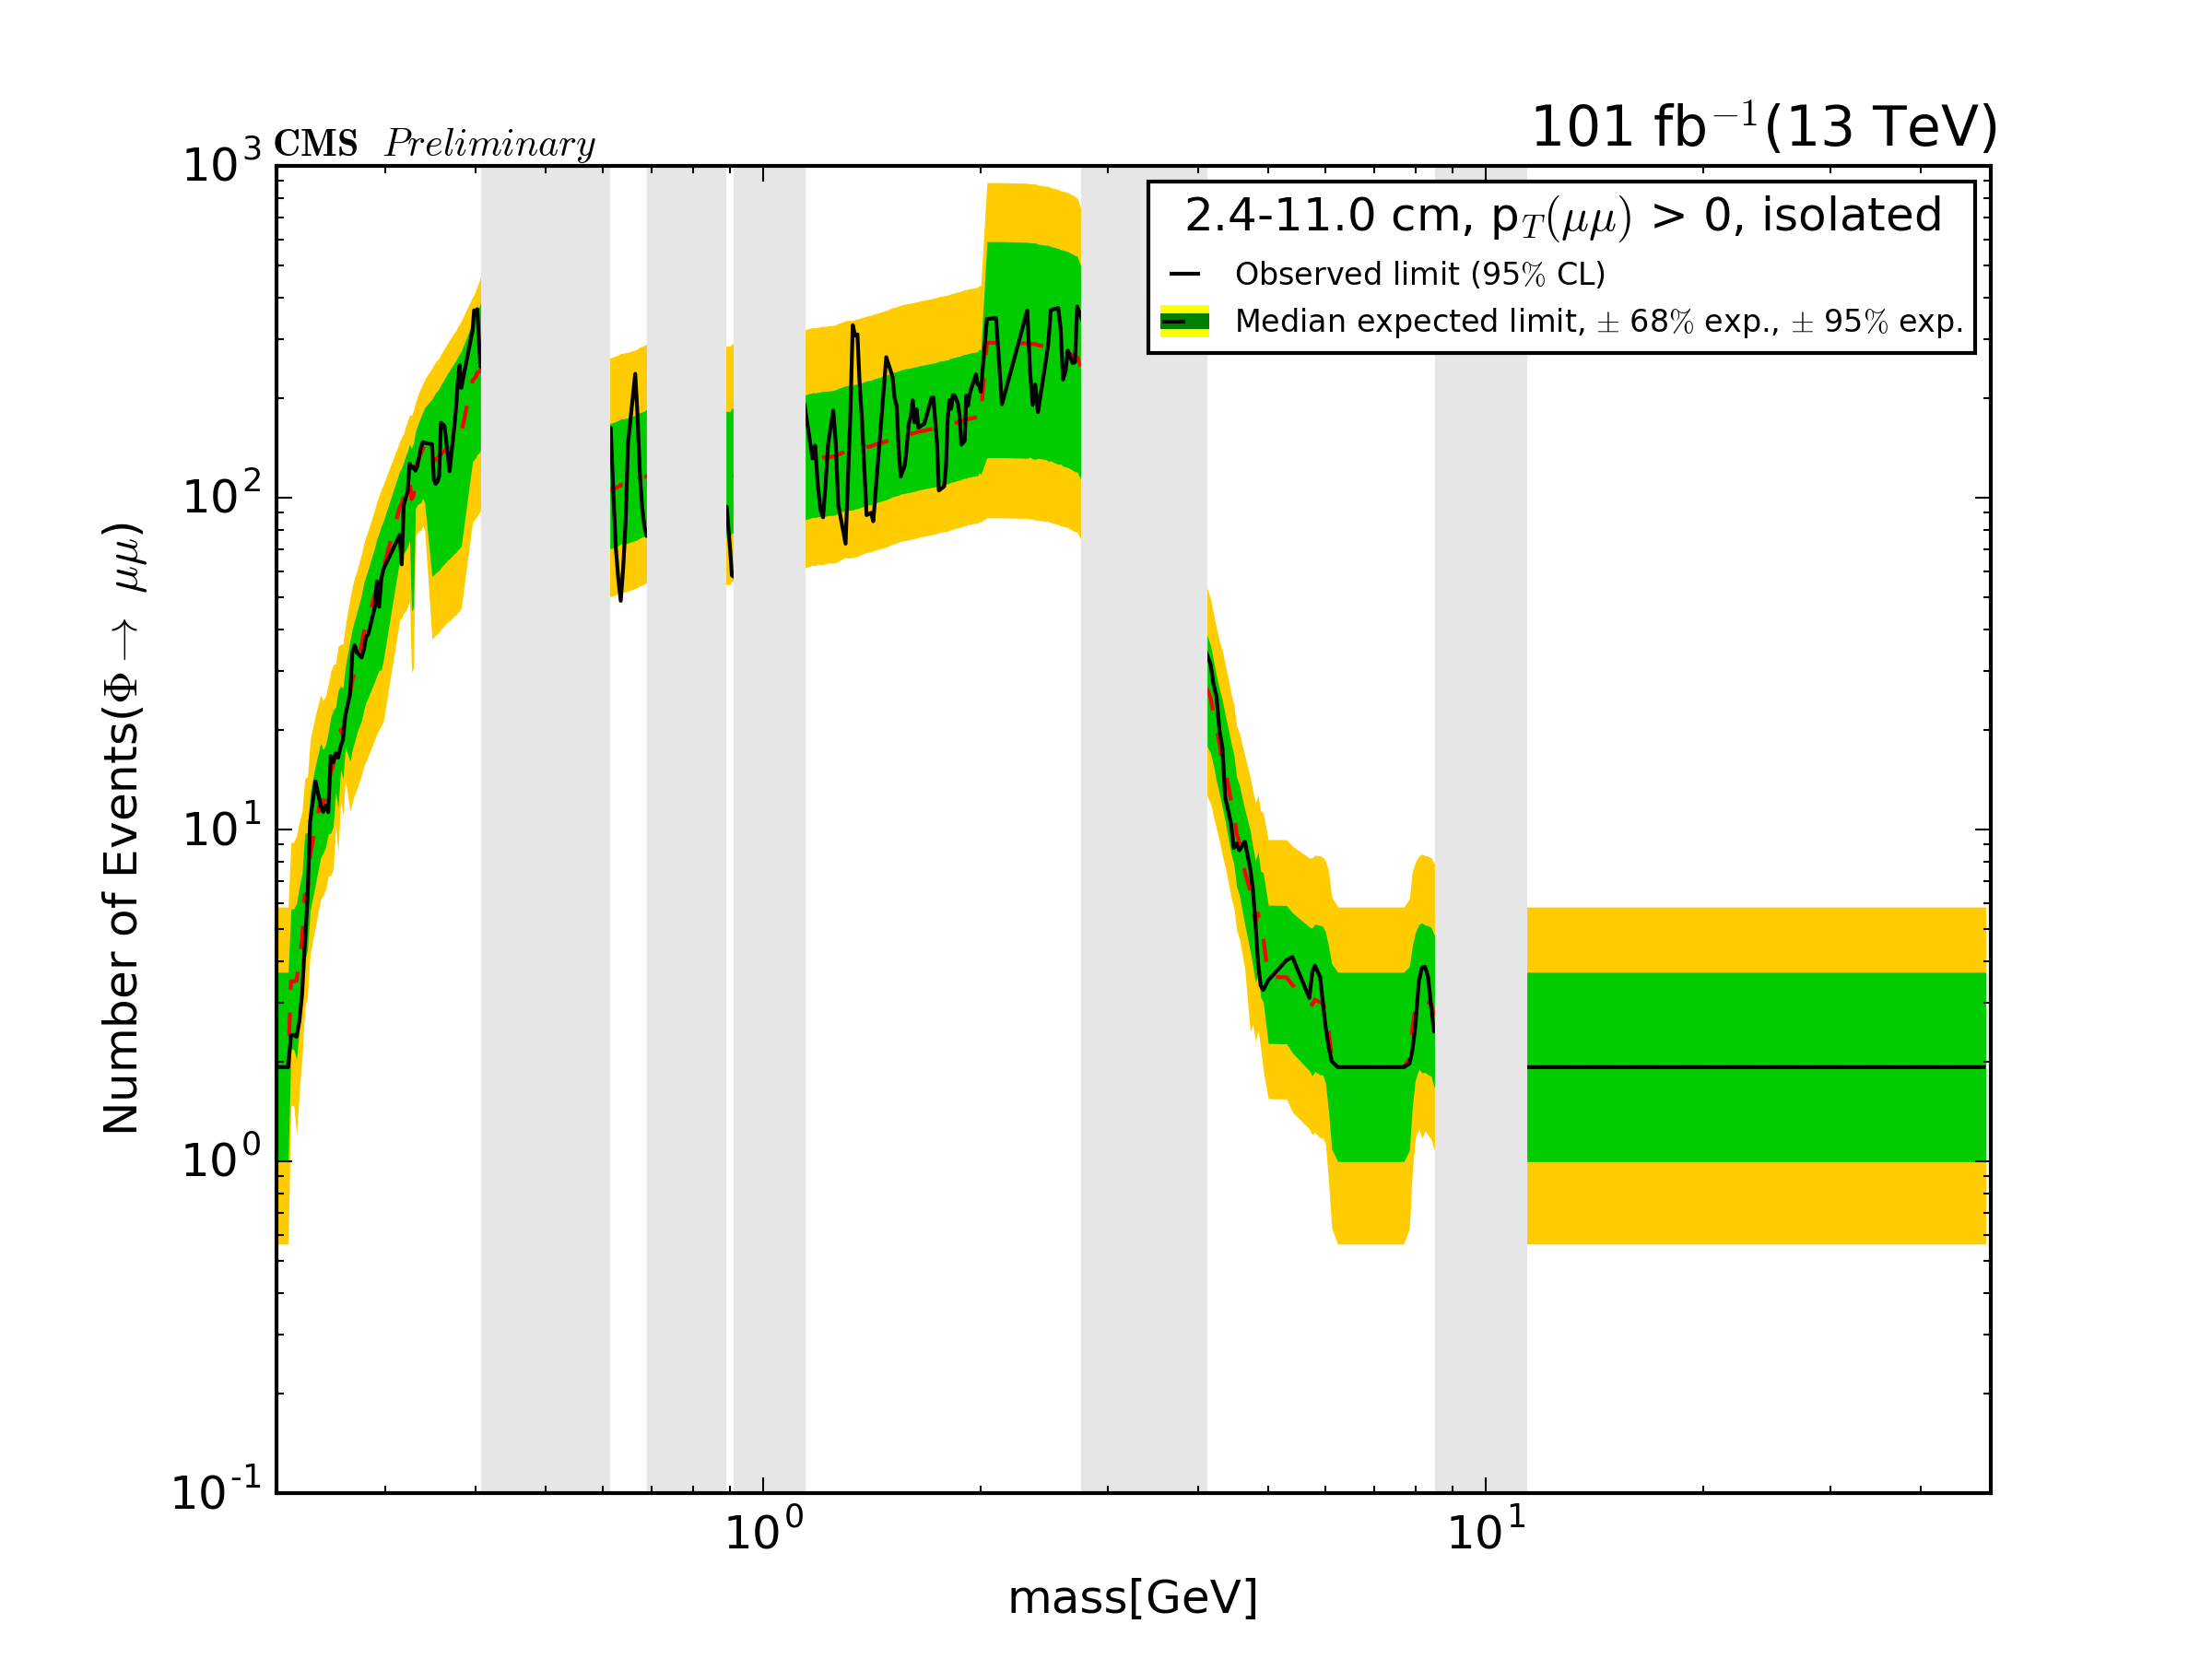 CMS Preliminary
101 fb⁻¹(13 TeV)
2.4-11.0 cm, p_T(μμ) > 0, isolated
Observed limit (95% CL)
Median expected limit, ± 68% exp., ± 95% exp.
Number of Events(Φ → μμ)
10³
10²
10¹
10⁰
10⁻¹
10⁰
10¹
mass[GeV]